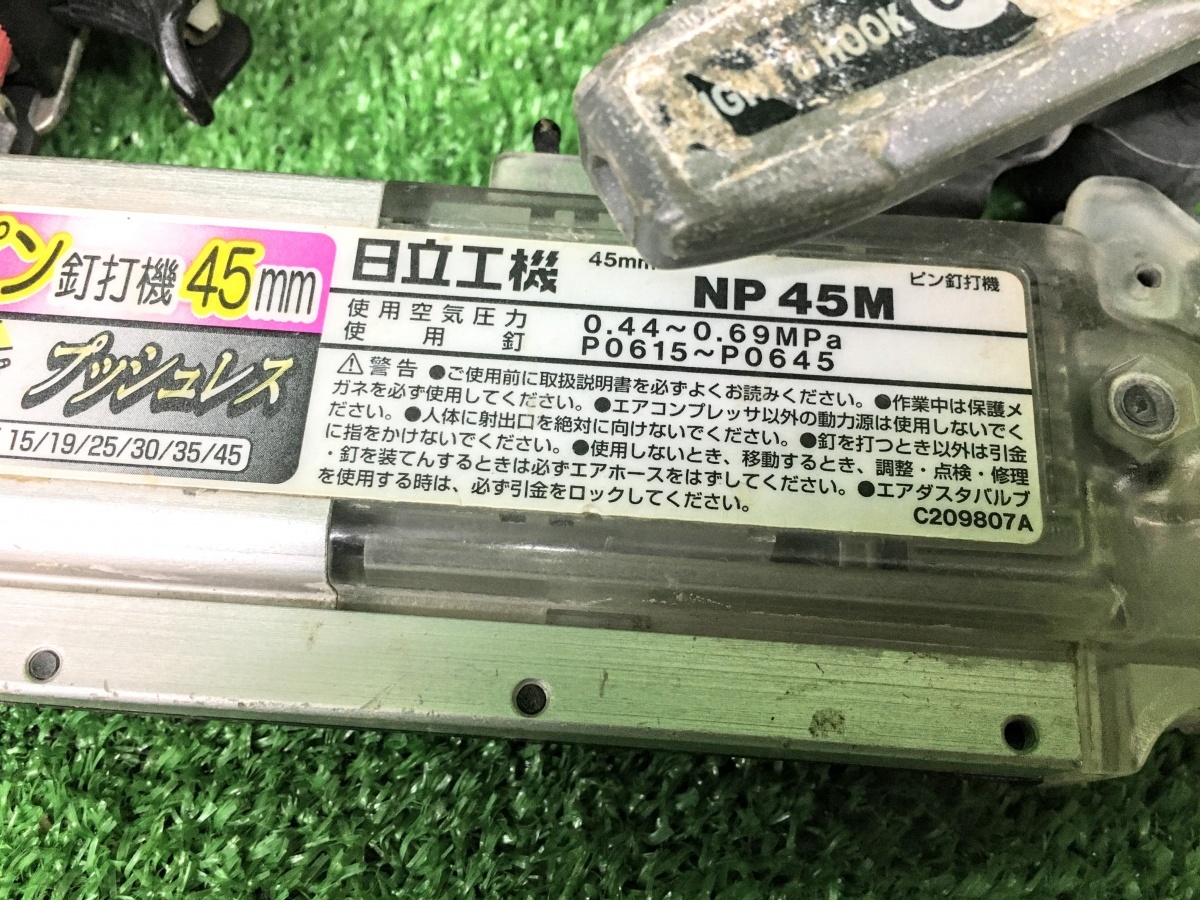 HOOK
ピン釘打機 45mm
プッシュレス
15/19/25/30/35/45
日立工機 45mm NP 45M ピン釘打機
使用空気圧力 0.44～0.69MPa
使用釘 P0615～P0645
⚠警告 ●ご使用前に取扱説明書を必ずよくお読みください。●作業中は保護メ
ガネを必ず使用してください。●エアコンプレッサ以外の動力源は使用しないでく
ださい。●人体に射出口を絶対に向けないでください。●釘を打つとき以外は引金
に指をかけないでください。●使用しないとき、移動するとき、調整・点検・修理
・釘を装てんするときは必ずエアホースをはずしてください。●エアダスタバルブ
を使用する時は、必ず引金をロックしてください。
C209807A